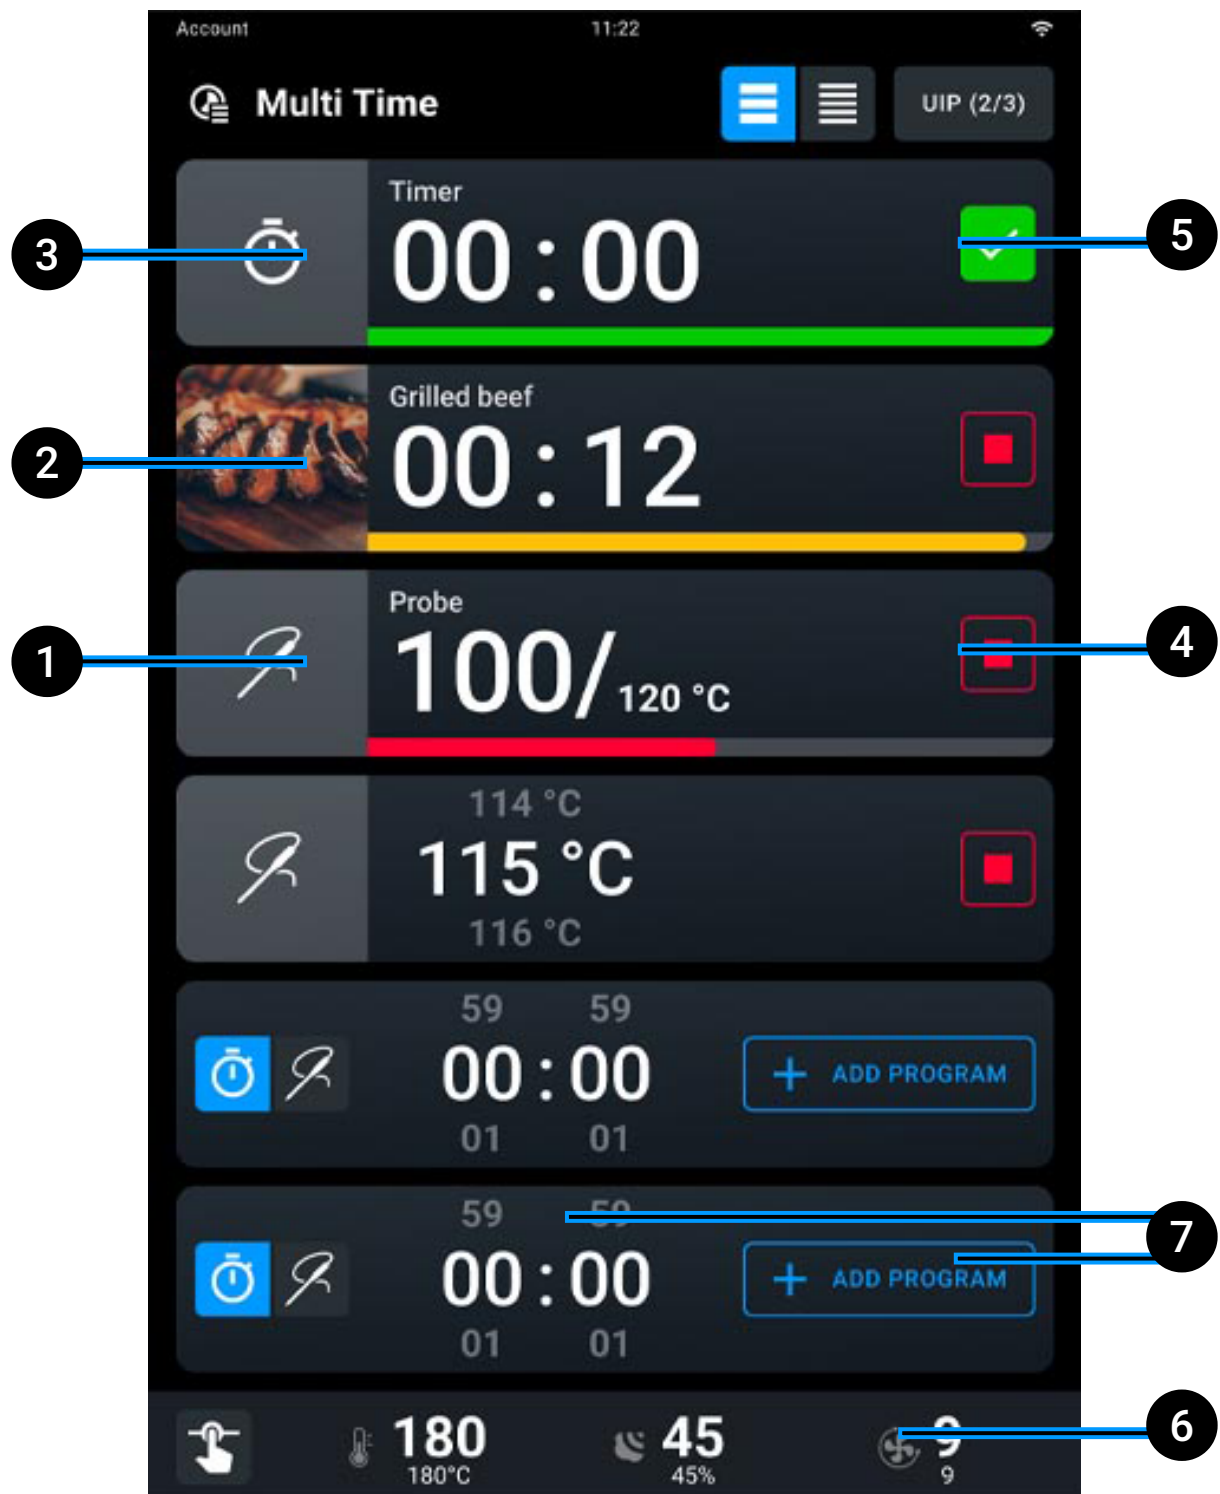 Account 11:22
Multi Time UIP (2/3)
Timer
00 : 00
3
5
Grilled beef
00 : 12
2
Probe
100/ 120 °C
1
4
114 °C
115 °C
116 °C
59 59
00 : 00
01 01
+ ADD PROGRAM
59 59
00 : 00
01 01
+ ADD PROGRAM
7
180 45 9
180°C 45% 9
6